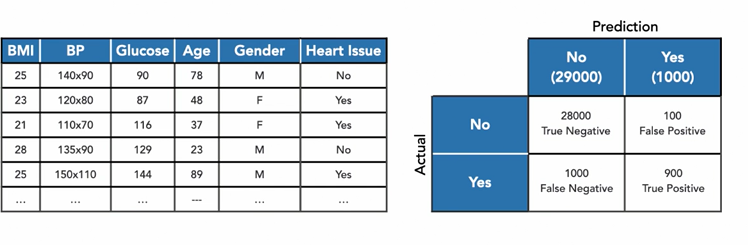 BMI BP Glucose Age Gender Heart Issue
25 140x90 90 78 M No
23 120x80 87 48 F Yes
21 110x70 116 37 F Yes
28 135x90 129 23 M No
25 150x110 144 89 M Yes
... ... ... --- ... ...
Prediction
No Yes
(29000) (1000)
Actual
No 28000 100
True Negative False Positive
Yes 1000 900
False Negative True Positive